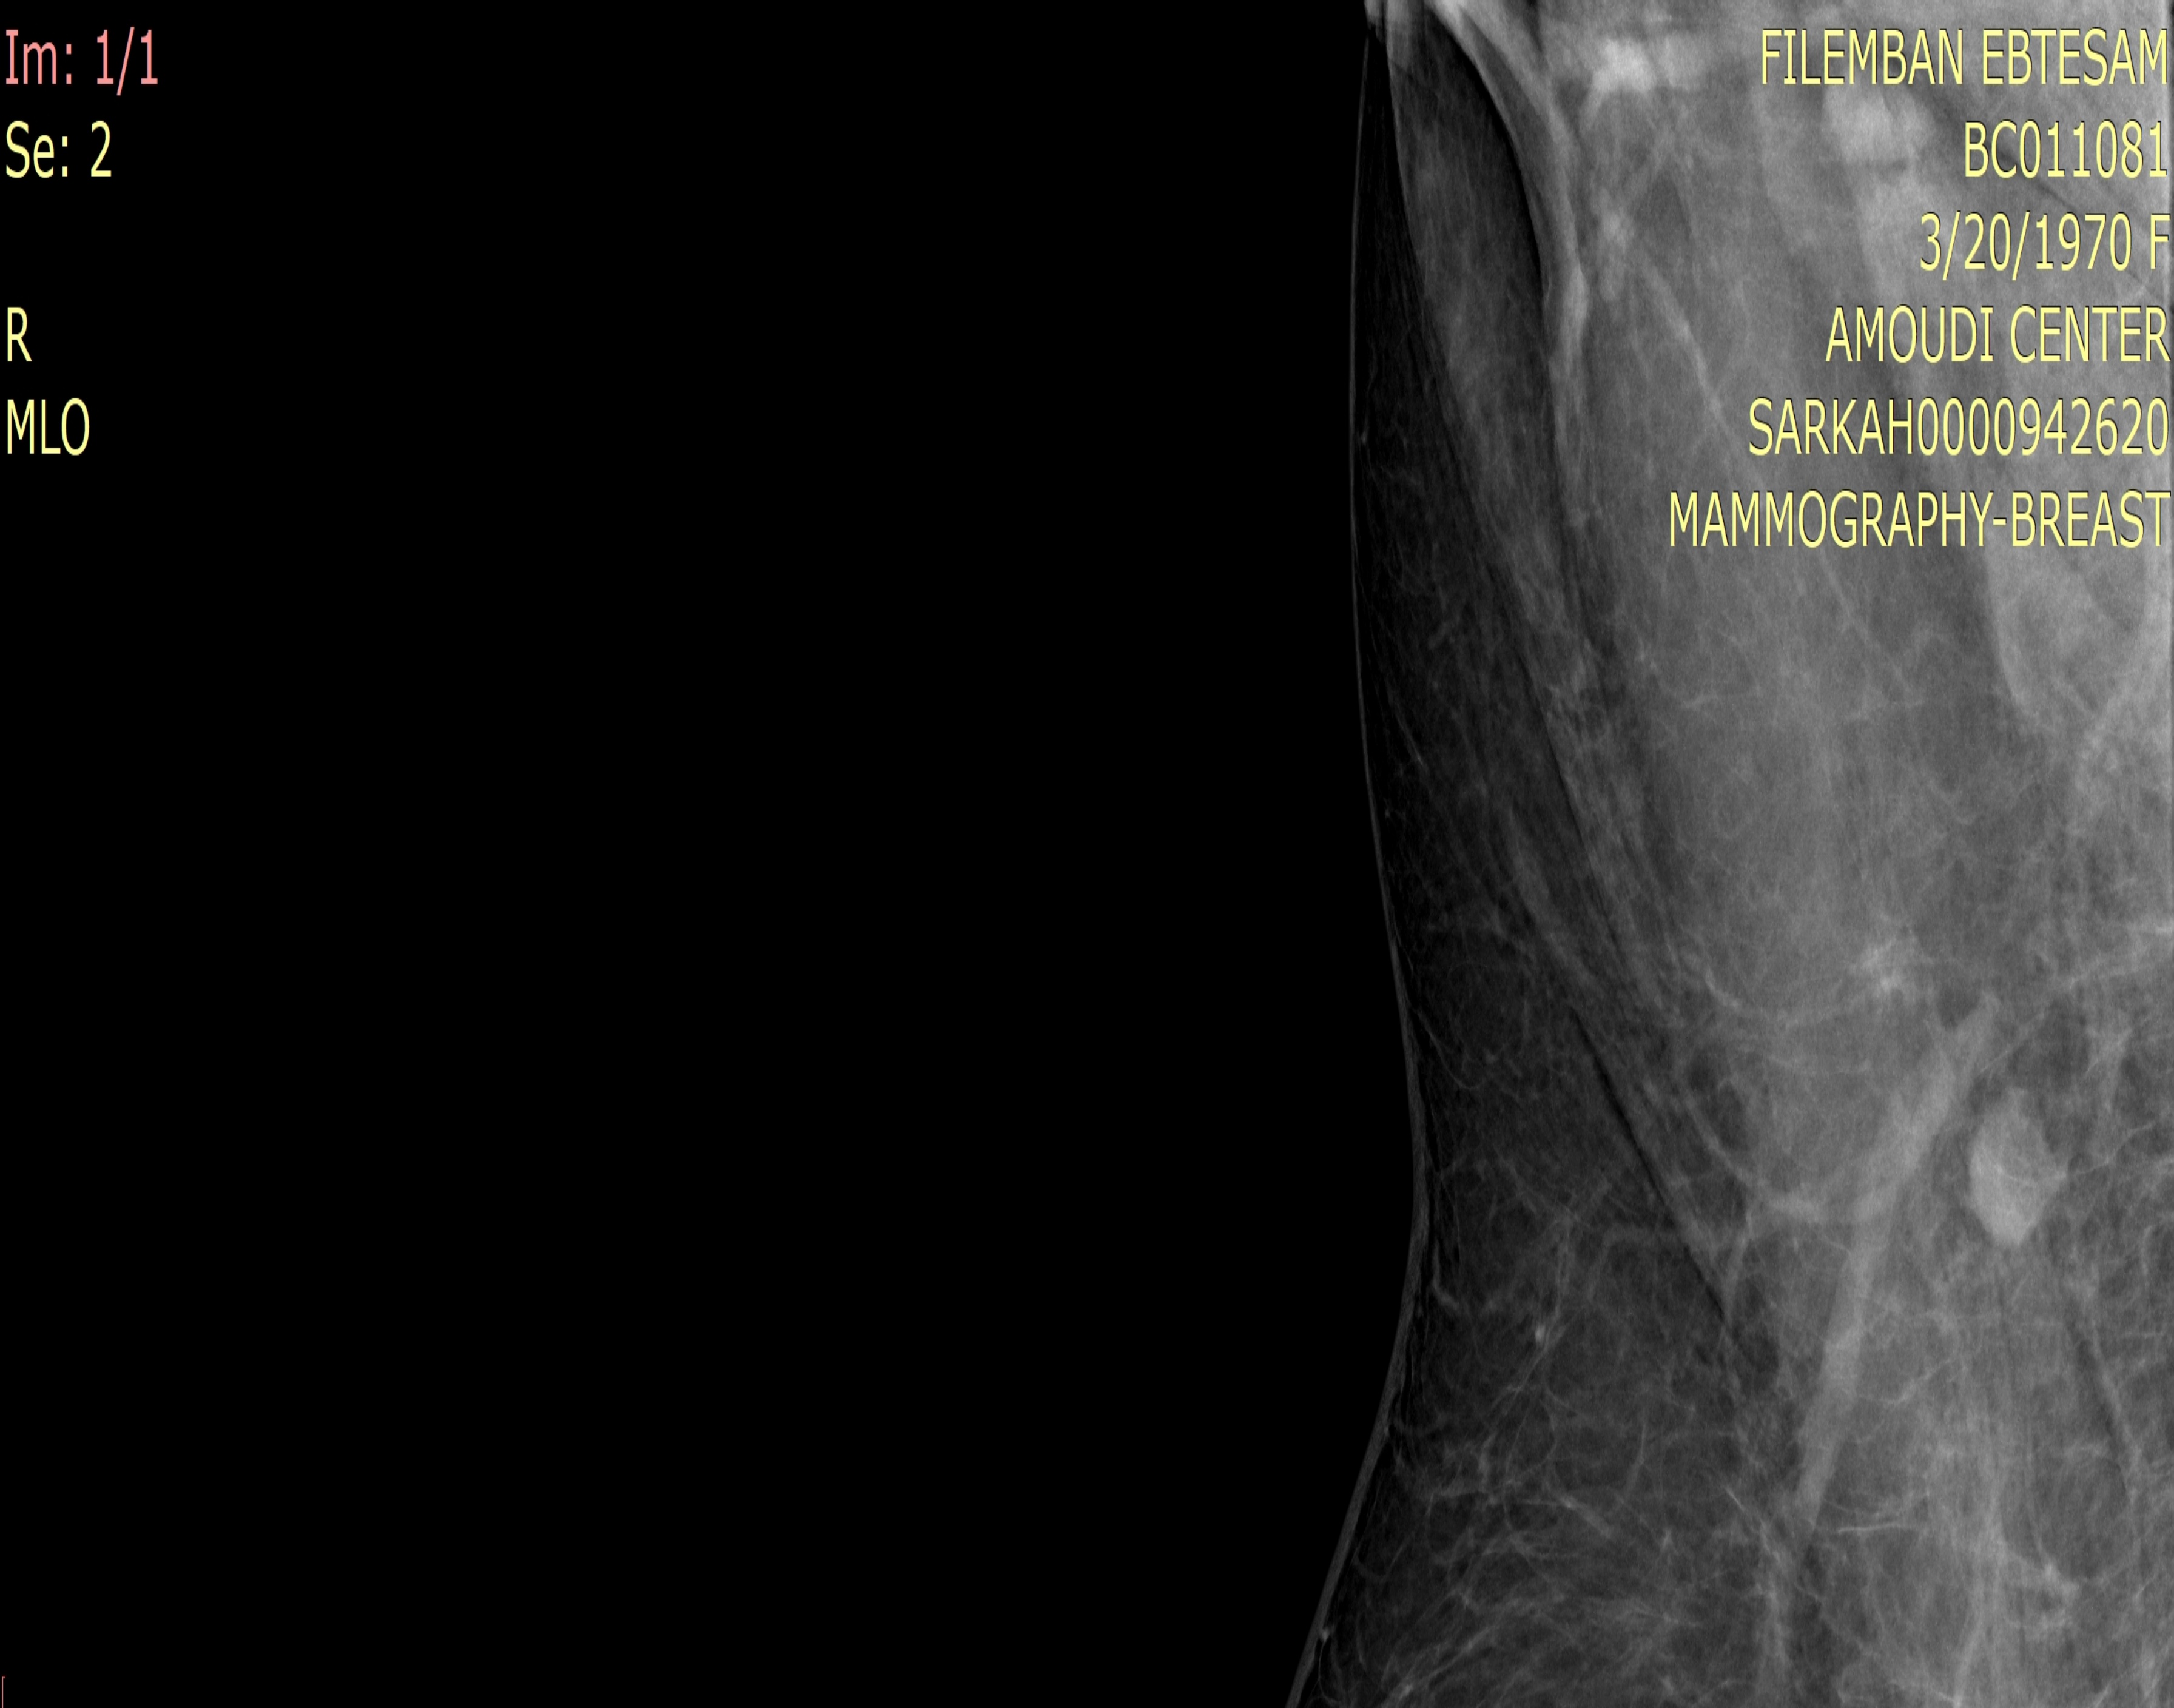 Im: 1/1
Se: 2
R
MLO
FILEMBAN EBTESAM
BC011081
3/20/1970 F
AMOUDI CENTER
SARKAH0000942620
MAMMOGRAPHY-BREAST